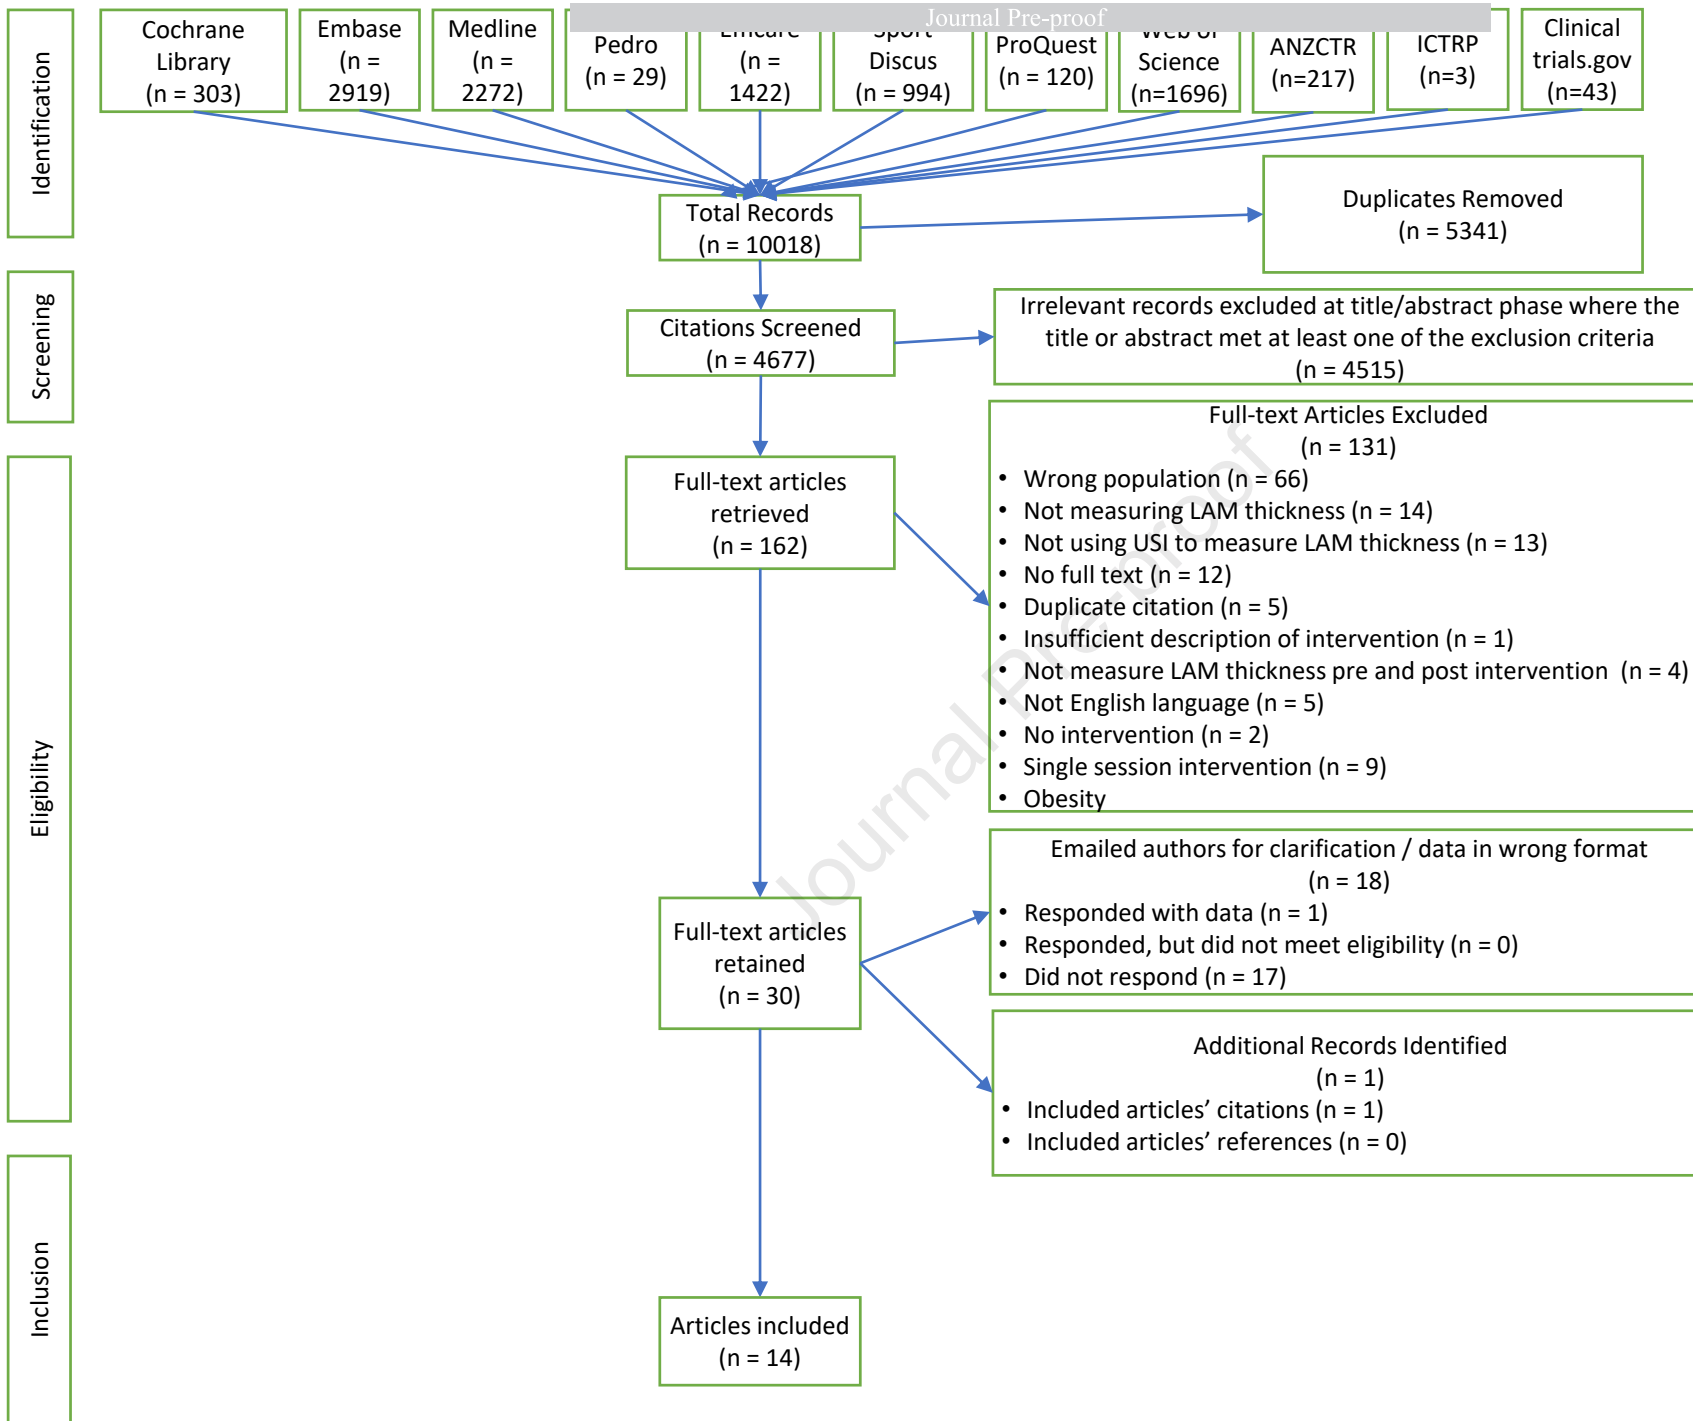 Journal Pre-proof
Cochrane
Library
(n = 303)
Embase
(n =
2919)
Medline
(n =
2272)
Pedro
(n = 29)
Emcare
(n =
1422)
Sport
Discus
(n = 994)
ProQuest
(n = 120)
Web of
Science
(n=1696)
ANZCTR
(n=217)
ICTRP
(n=3)
Clinical
trials.gov
(n=43)
Identification
Total Records
(n = 10018)
Duplicates Removed
(n = 5341)
Screening
Citations Screened
(n = 4677)
Irrelevant records excluded at title/abstract phase where the
title or abstract met at least one of the exclusion criteria
(n = 4515)
Eligibility
Full-text articles
retrieved
(n = 162)
Full-text Articles Excluded
(n = 131)
• Wrong population (n = 66)
• Not measuring LAM thickness (n = 14)
• Not using USI to measure LAM thickness (n = 13)
• No full text (n = 12)
• Duplicate citation (n = 5)
• Insufficient description of intervention (n = 1)
• Not measure LAM thickness pre and post intervention (n = 4)
• Not English language (n = 5)
• No intervention (n = 2)
• Single session intervention (n = 9)
• Obesity
Journal Pre-proof
Full-text articles
retained
(n = 30)
Emailed authors for clarification / data in wrong format
(n = 18)
• Responded with data (n = 1)
• Responded, but did not meet eligibility (n = 0)
• Did not respond (n = 17)
Additional Records Identified
(n = 1)
• Included articles’ citations (n = 1)
• Included articles’ references (n = 0)
Inclusion
Articles included
(n = 14)